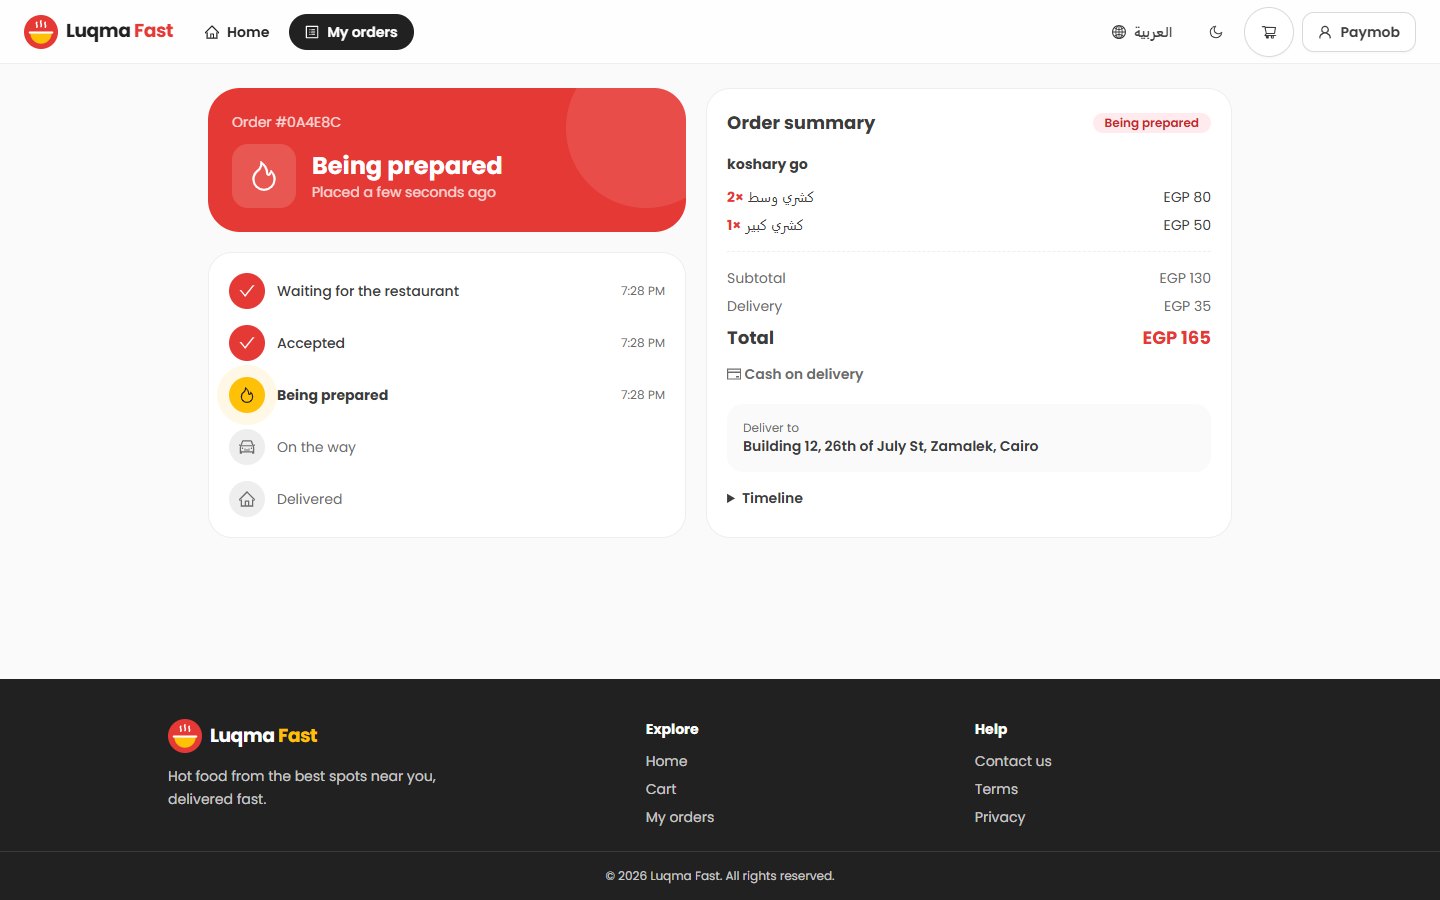 Luqma Fast
Home
My orders
العربية
Paymob
Order #0A4E8C
Being prepared
Placed a few seconds ago
Waiting for the restaurant 7:28 PM
Accepted 7:28 PM
Being prepared 7:28 PM
On the way
Delivered
Order summary Being prepared
koshary go
2× كشري وسط EGP 80
1× كشري كبير EGP 50
Subtotal EGP 130
Delivery EGP 35
Total EGP 165
Cash on delivery
Deliver to
Building 12, 26th of July St, Zamalek, Cairo
Timeline
Luqma Fast
Hot food from the best spots near you,
delivered fast.
Explore
Home
Cart
My orders
Help
Contact us
Terms
Privacy
© 2026 Luqma Fast. All rights reserved.